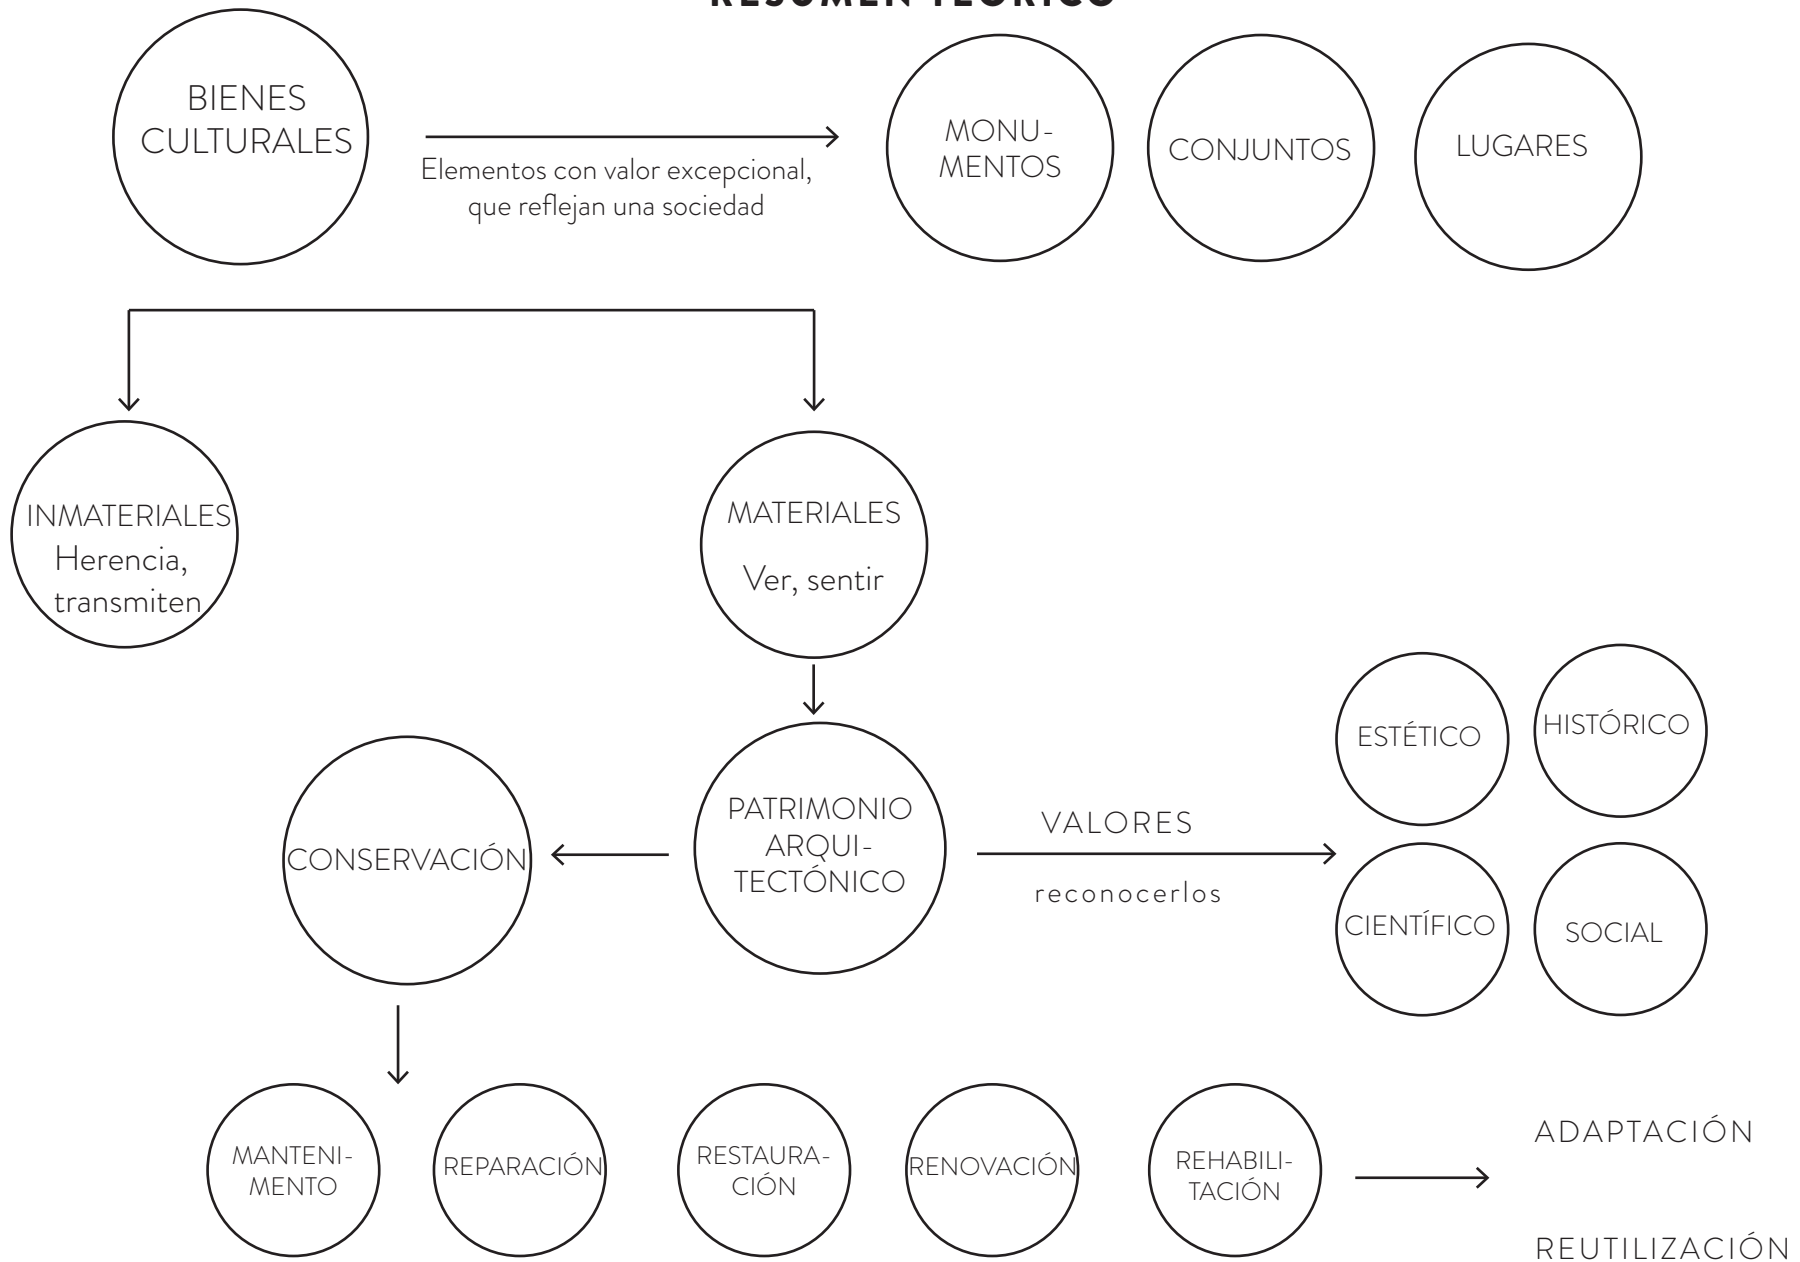 RESUMEN TEÓRICO
BIENES
CULTURALES
Elementos con valor excepcional,
que reflejan una sociedad
MONU-
MENTOS
CONJUNTOS
LUGARES
INMATERIALES
Herencia,
transmiten
MATERIALES
Ver, sentir
PATRIMONIO
ARQUI-
TECTÓNICO
CONSERVACIÓN
VALORES
reconocerlos
ESTÉTICO
HISTÓRICO
CIENTÍFICO
SOCIAL
MANTENI-
MENTO
REPARACIÓN
RESTAURA-
CIÓN
RENOVACIÓN
REHABILI-
TACIÓN
ADAPTACIÓN
REUTILIZACIÓN